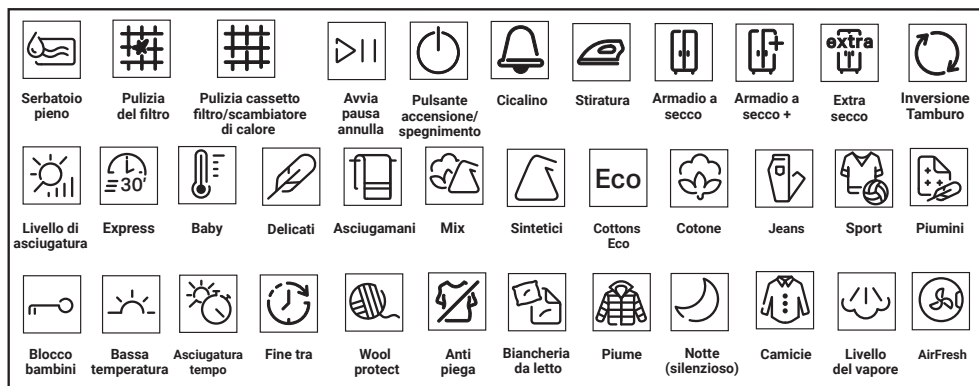 extra
Serbatoio
pieno
Pulizia
del filtro
Pulizia cassetto
filtro/scambiatore
di calore
Avvia
pausa
annulla
Pulsante
accensione/
spegnimento
Cicalino
Stiratura
Armadio a
secco
Armadio a
secco +
Extra
secco
Inversione
Tamburo
30'
Eco
Livello di
asciugatura
Express
Baby
Delicati
Asciugamani
Mix
Sintetici
Cottons
Eco
Cotone
Jeans
Sport
Piumini
Blocco
bambini
Bassa
temperatura
Asciugatura
tempo
Fine tra
Wool
protect
Anti
piega
Biancheria
da letto
Piume
Notte
(silenzioso)
Camicie
Livello
del vapore
AirFresh